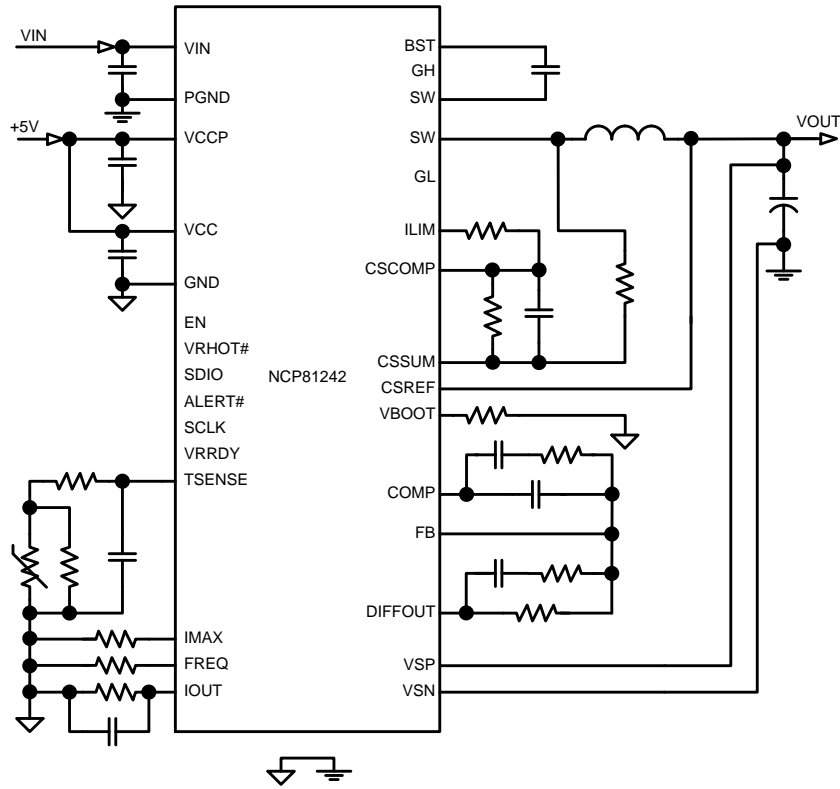 VIN
+5V
VIN
PGND
VCCP
VCC
GND
EN
VRHOT#
SDIO
ALERT#
SCLK
VRRDY
TSENSE
IMAX
FREQ
IOUT
NCP81242
BST
GH
SW
SW
GL
ILIM
CSCOMP
CSSUM
CSREF
VBOOT
COMP
FB
DIFFOUT
VSP
VSN
VOUT